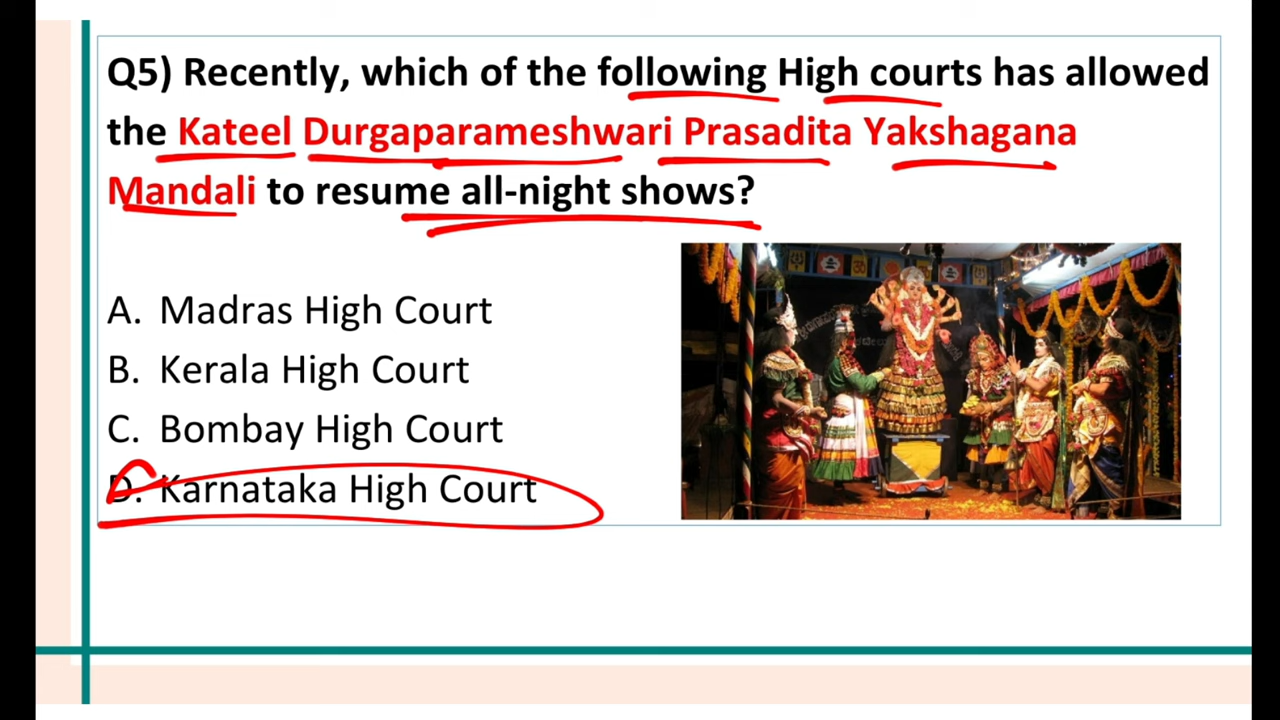 Q5) Recently, which of the following High courts has allowed
the Kateel Durgaparameshwari Prasadita Yakshagana
Mandali to resume all-night shows?
A. Madras High Court
B. Kerala High Court
C. Bombay High Court
D. Karnataka High Court